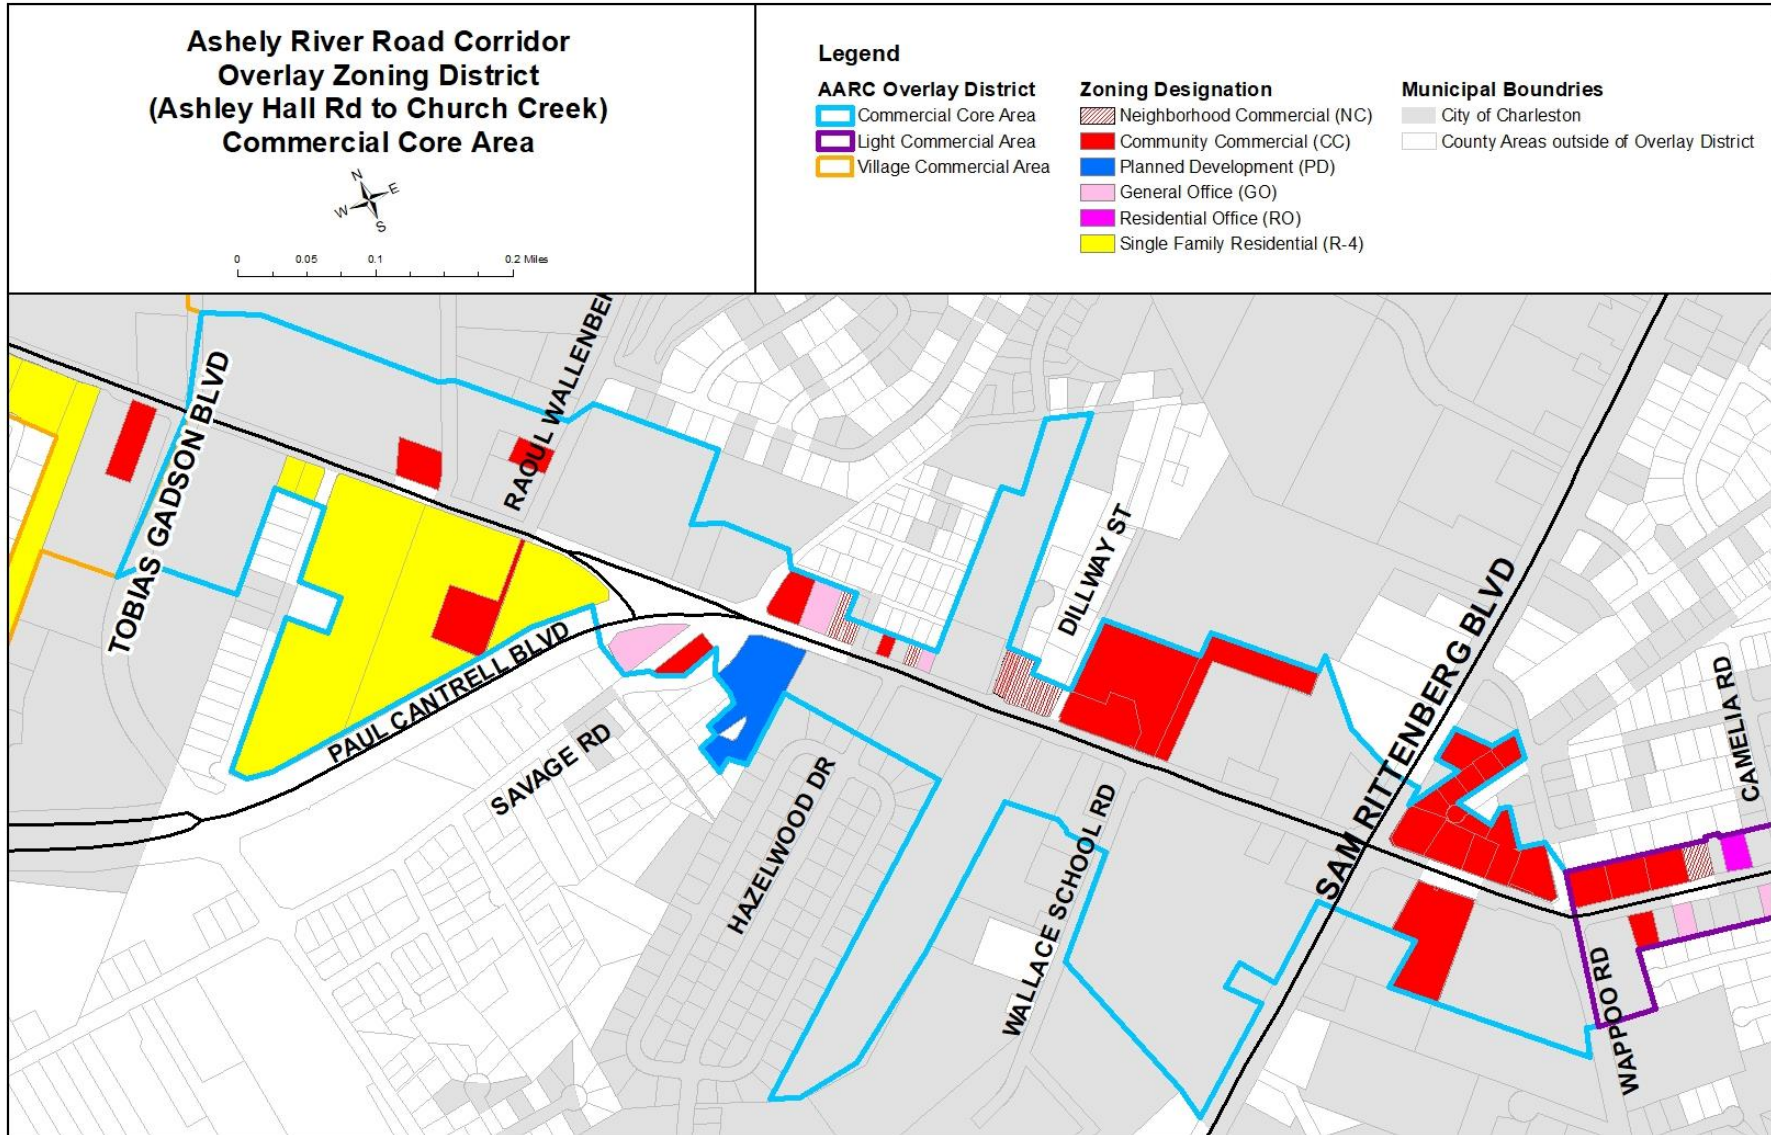 Ashely River Road Corridor
Overlay Zoning District
(Ashley Hall Rd to Church Creek)
Commercial Core Area
N
E
W
S
0 0.05 0.1 0.2 Miles
Legend
AARC Overlay District
Commercial Core Area
Light Commercial Area
Village Commercial Area
Zoning Designation
Neighborhood Commercial (NC)
Community Commercial (CC)
Planned Development (PD)
General Office (GO)
Residential Office (RO)
Single Family Residential (R-4)
Municipal Boundries
City of Charleston
County Areas outside of Overlay District
TOBIAS GADSON BLVD
RAOUL WALLENBER
PAUL CANTRELL BLVD
SAVAGE RD
HAZELWOOD DR
DILLWAY ST
WALLACE SCHOOL RD
SAM RITTENBERG BLVD
WAPPOO RD
CAMELIA RD